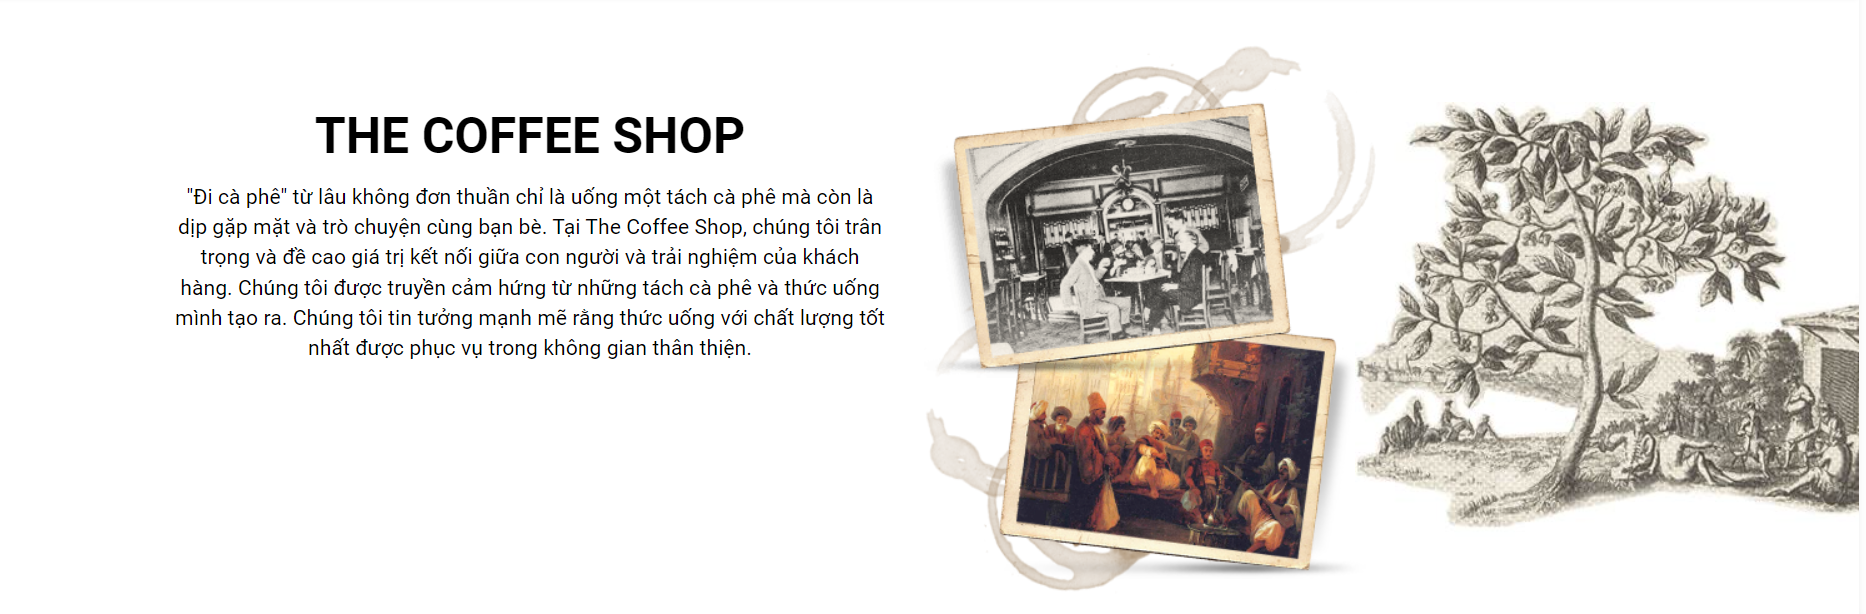 THE COFFEE SHOP
"Đi cà phê" từ lâu không đơn thuần chỉ là uống một tách cà phê mà còn là
dịp gặp mặt và trò chuyện cùng bạn bè. Tại The Coffee Shop, chúng tôi trân
trọng và đề cao giá trị kết nối giữa con người và trải nghiệm của khách
hàng. Chúng tôi được truyền cảm hứng từ những tách cà phê và thức uống
mình tạo ra. Chúng tôi tin tưởng mạnh mẽ rằng thức uống với chất lượng tốt
nhất được phục vụ trong không gian thân thiện.